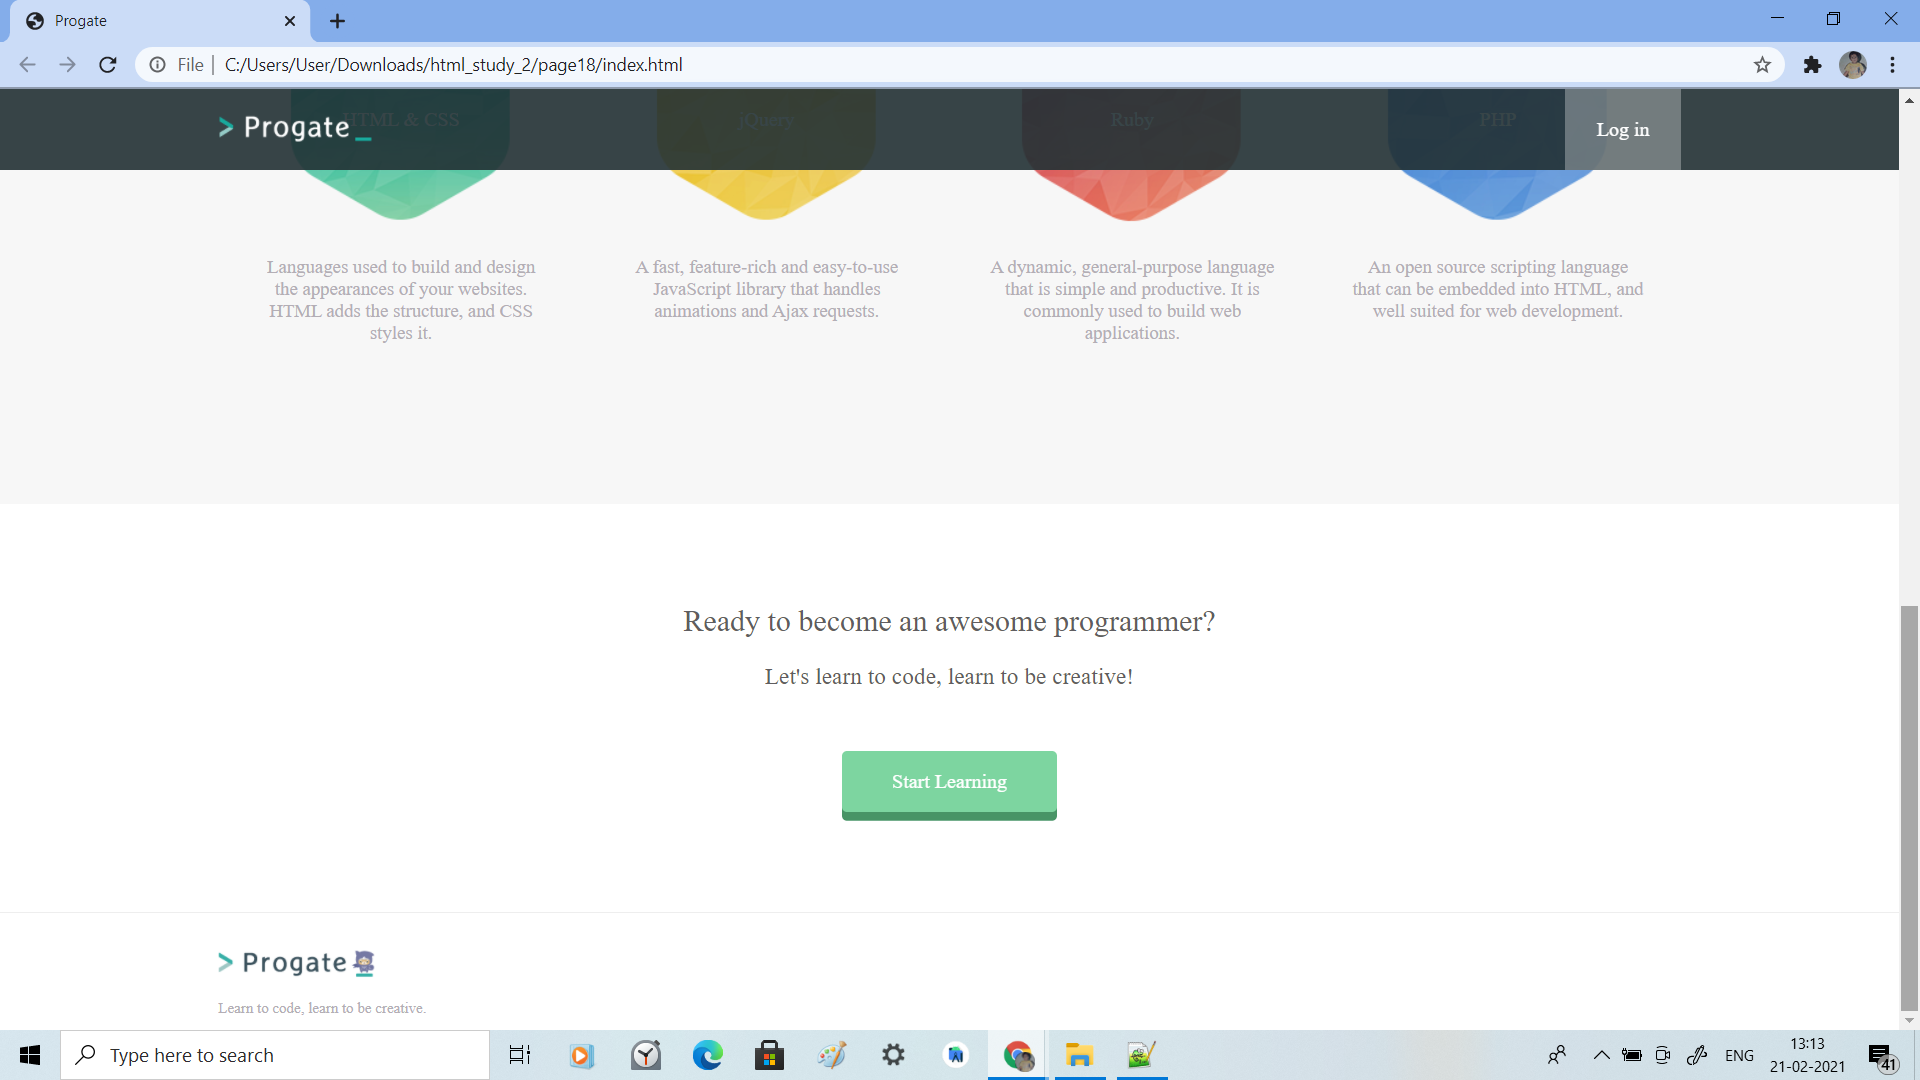 Progate
File
C:/Users/User/Downloads/html_study_2/page18/index.html
> Progate_
HTML & CSS
jQuery
Ruby
PHP
Log in
Languages used to build and design
the appearances of your websites.
HTML adds the structure, and CSS
styles it.
A fast, feature-rich and easy-to-use
JavaScript library that handles
animations and Ajax requests.
A dynamic, general-purpose language
that is simple and productive. It is
commonly used to build web
applications.
An open source scripting language
that can be embedded into HTML, and
well suited for web development.
Ready to become an awesome programmer?
Let's learn to code, learn to be creative!
Start Learning
> Progate
Learn to code, learn to be creative.
Type here to search
ENG
13:13
21-02-2021
41